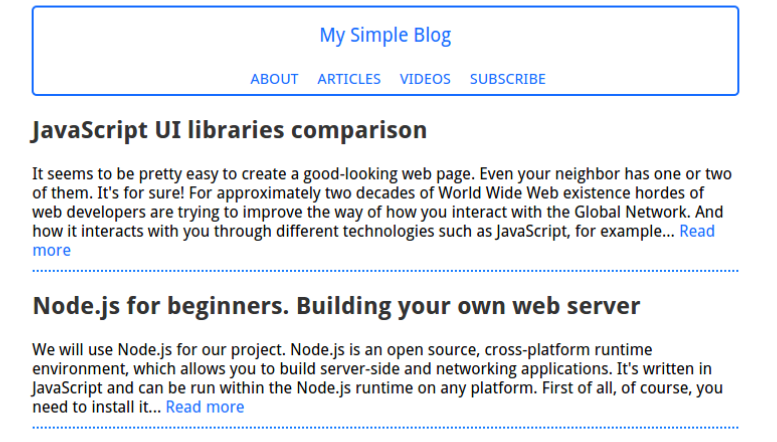 My Simple Blog
ABOUT ARTICLES VIDEOS SUBSCRIBE
JavaScript UI libraries comparison
It seems to be pretty easy to create a good-looking web page. Even your neighbor has one or two
of them. It's for sure! For approximately two decades of World Wide Web existence hordes of
web developers are trying to improve the way of how you interact with the Global Network. And
how it interacts with you through different technologies such as JavaScript, for example... Read
more
Node.js for beginners. Building your own web server
We will use Node.js for our project. Node.js is an open source, cross-platform runtime
environment, which allows you to build server-side and networking applications. It's written in
JavaScript and can be run within the Node.js runtime on any platform. First of all, of course, you
need to install it... Read more